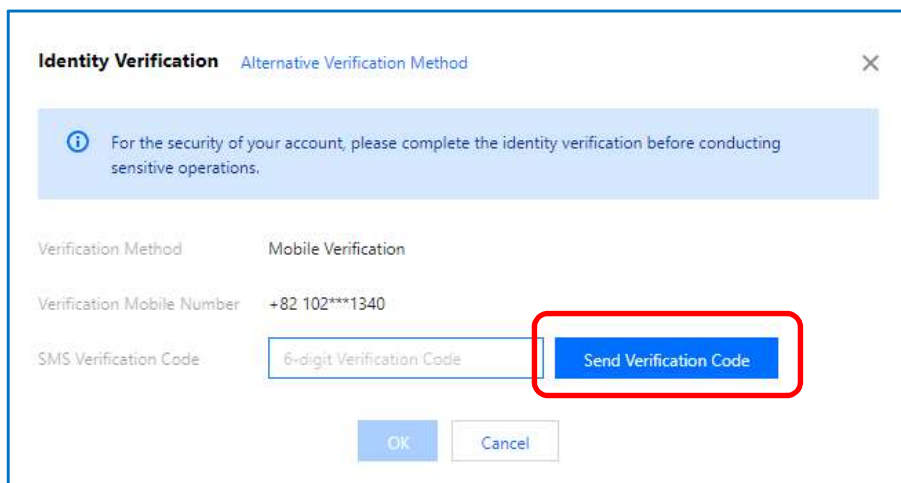 Identity Verification Alternative Verification Method
For the security of your account, please complete the identity verification before conducting
sensitive operations.
Verification Method Mobile Verification
Verification Mobile Number +82 102***1340
SMS Verification Code 6-digit Verification Code Send Verification Code
OK Cancel